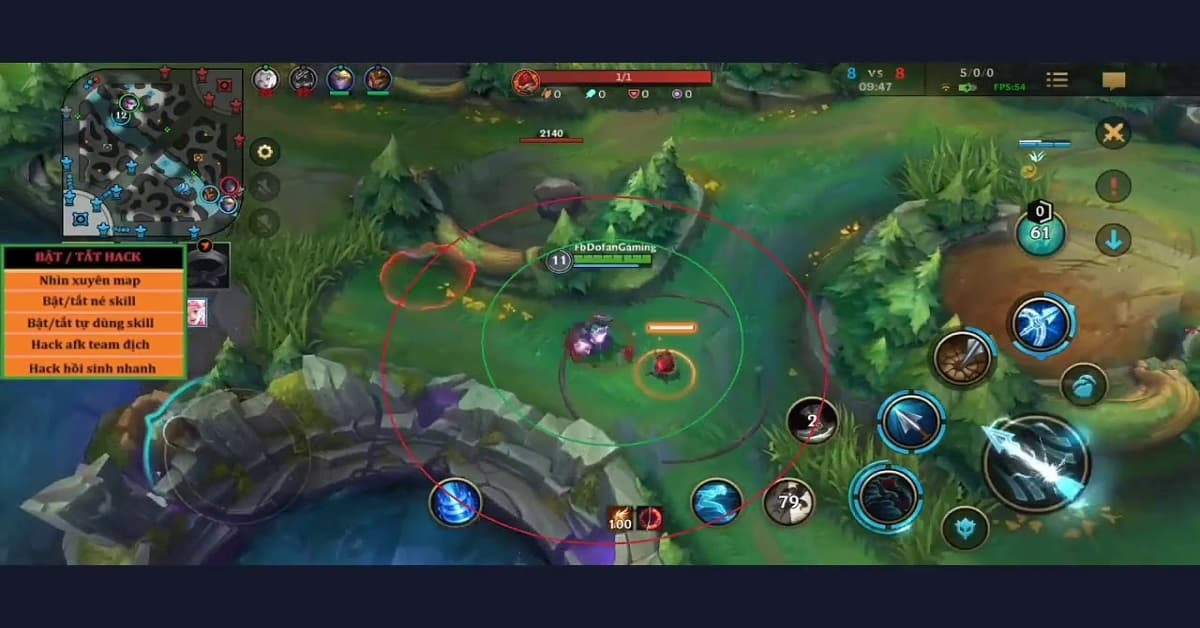 1/1
0 0 0 0
8 VS 8
5/0/0
09:47
FPS:54
12
2140
0
61
FbDofanGaming
11
BẬT / TẮT HACK
Nhìn xuyên map
Bật/tắt né skill
Bật/tắt tự dùng skill
Hack afk team địch
Hack hồi sinh nhanh
2
79
100